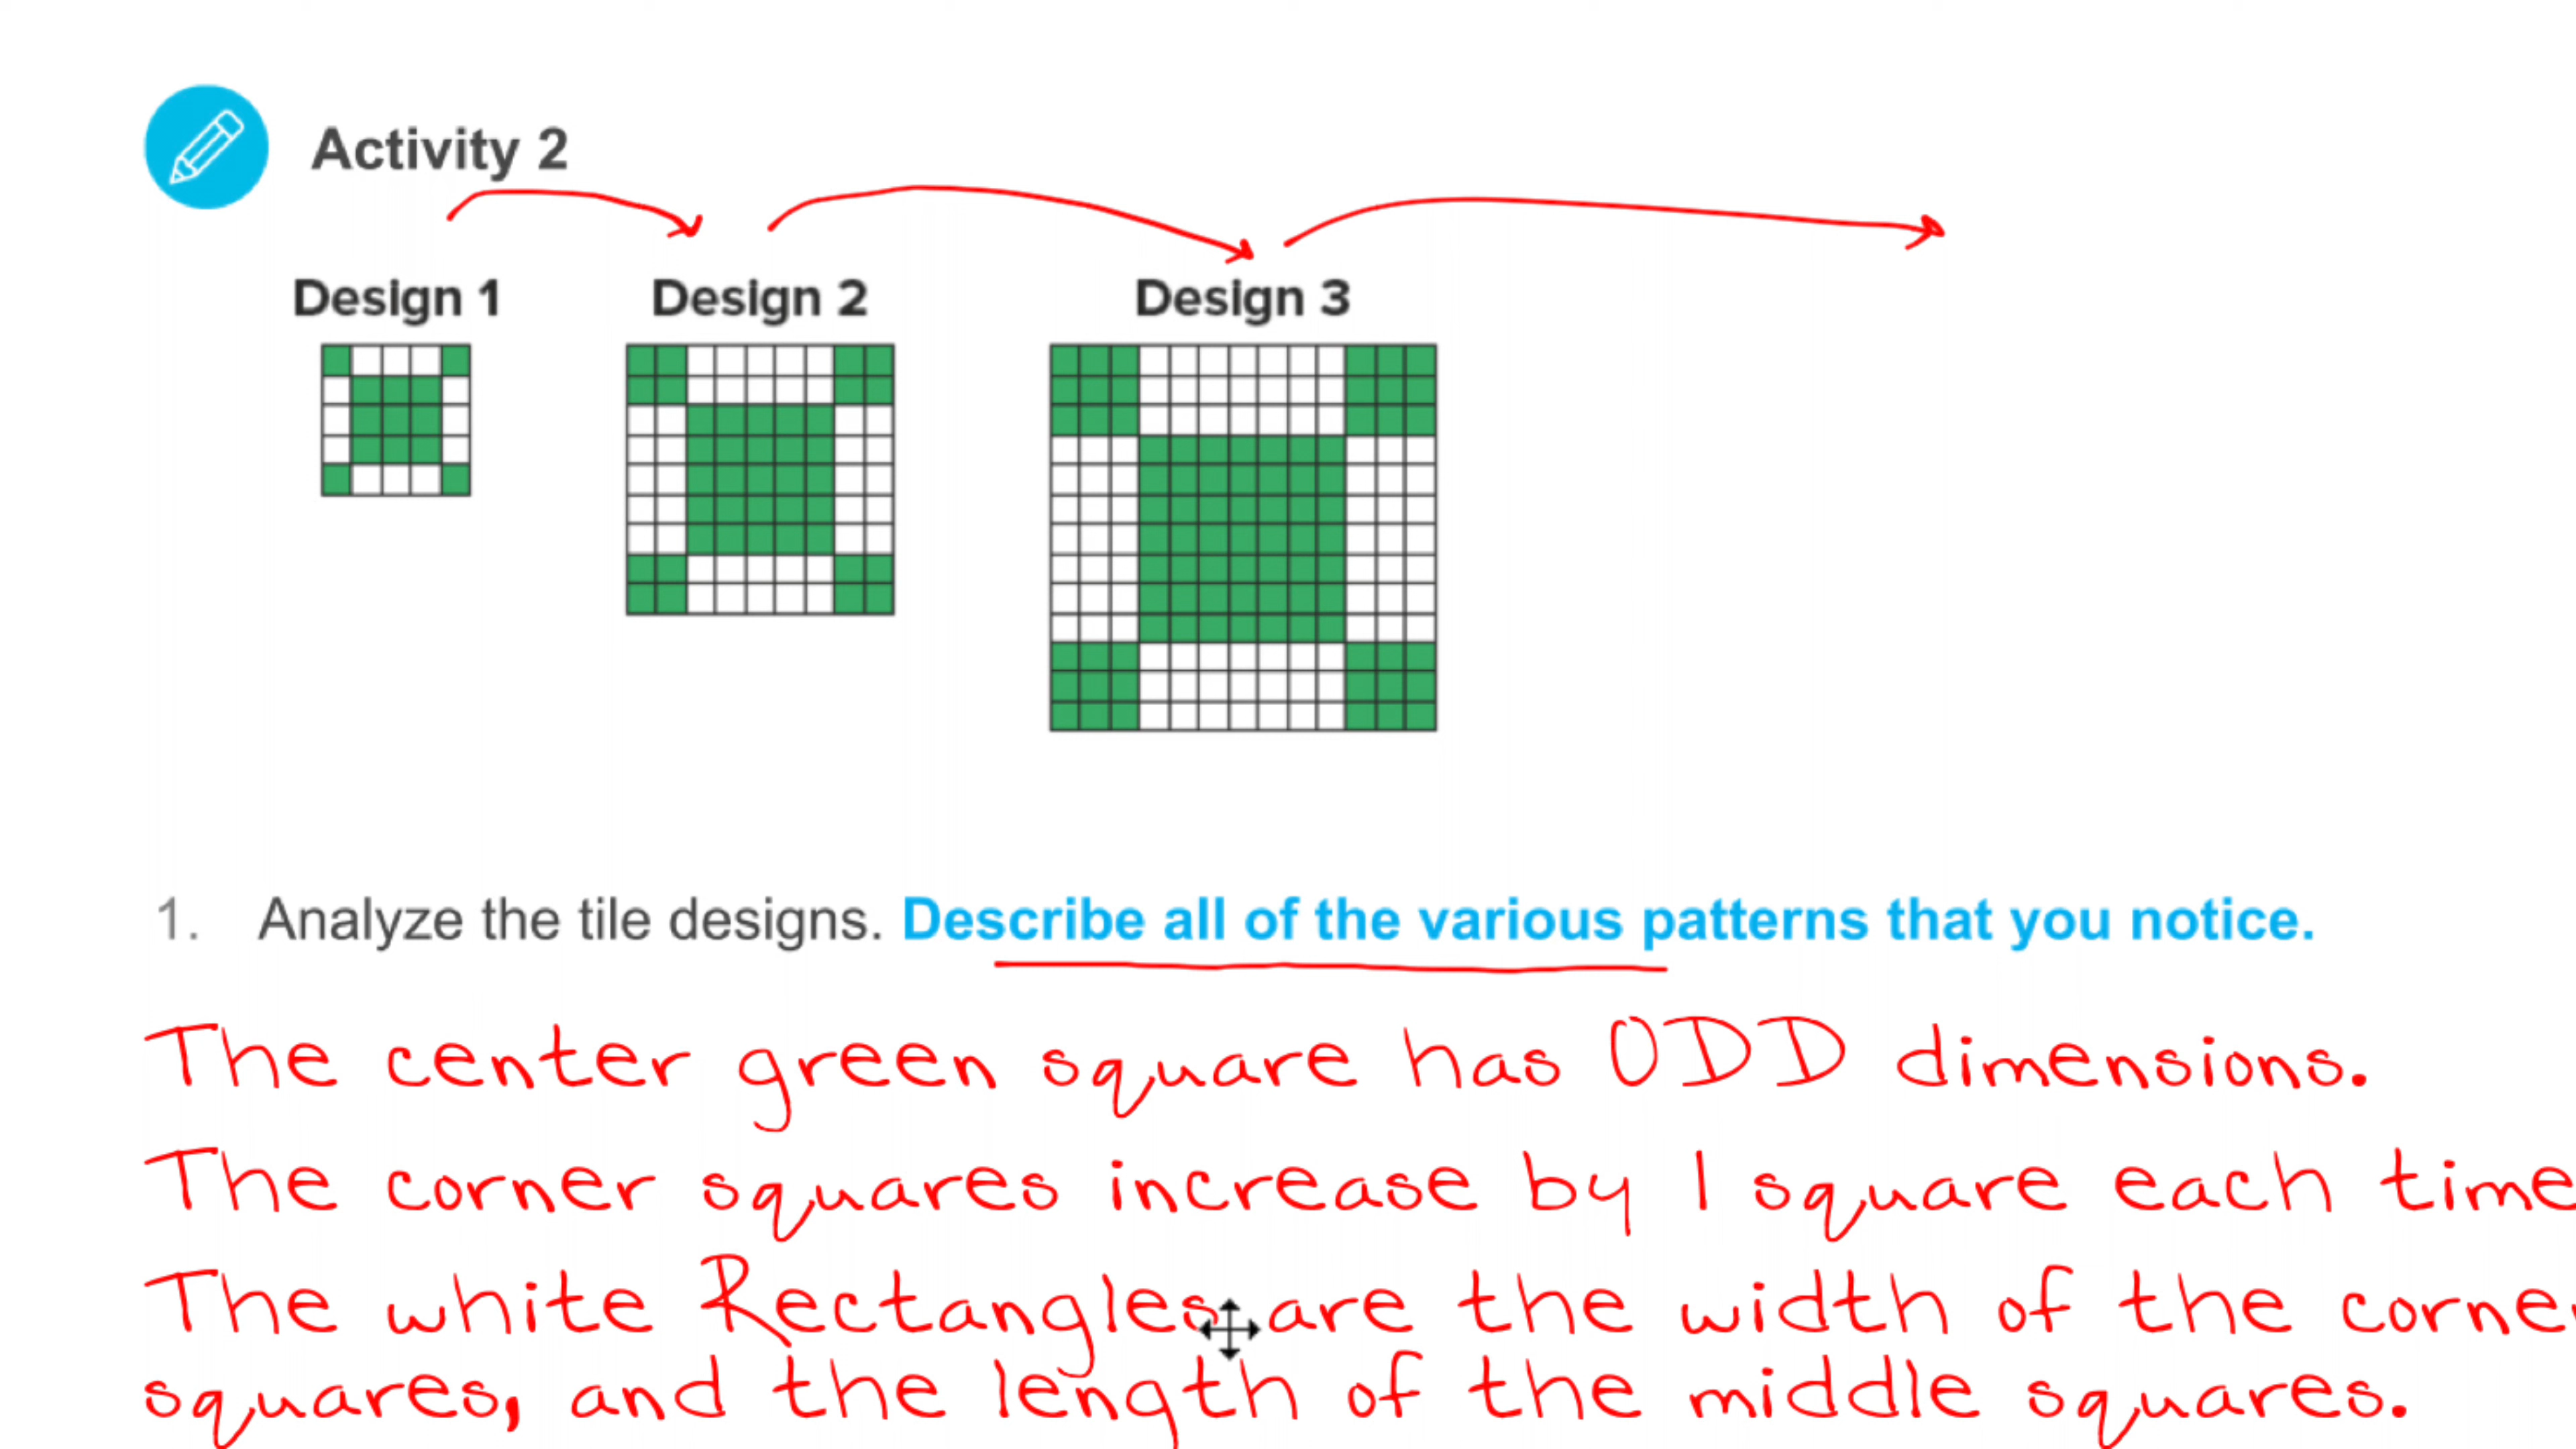 Activity 2
Design 1 Design 2 Design 3
1. Analyze the tile designs. Describe all of the various patterns that you notice.
The center green square has ODD dimensions.
The corner squares increase by 1 square each time
The white Rectangles are the width of the corner
squares, and the length of the middle squares.